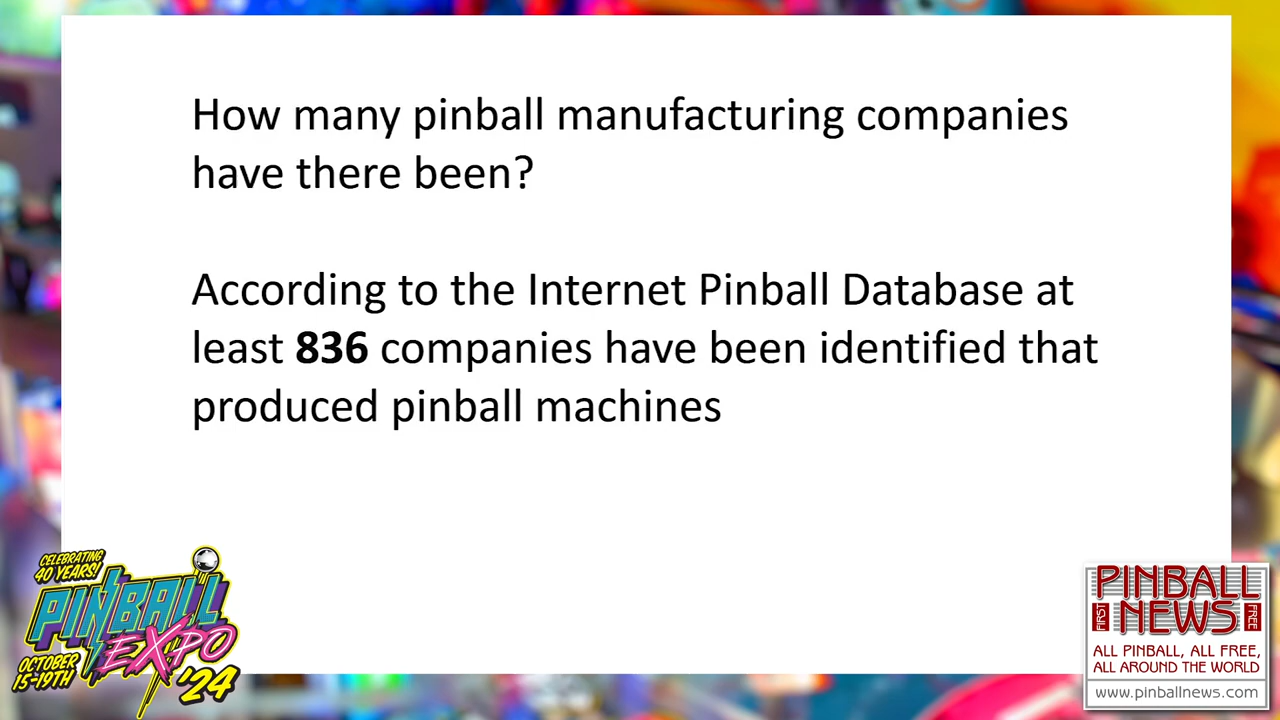 How many pinball manufacturing companies
have there been?
According to the Internet Pinball Database at
least 836 companies have been identified that
produced pinball machines
CELEBRATING
40 YEARS!
PINBALL
EXPO
OCTOBER
15-19TH
'24
PINBALL
FIRST NEWS FREE
ALL PINBALL, ALL FREE,
ALL AROUND THE WORLD
www.pinballnews.com